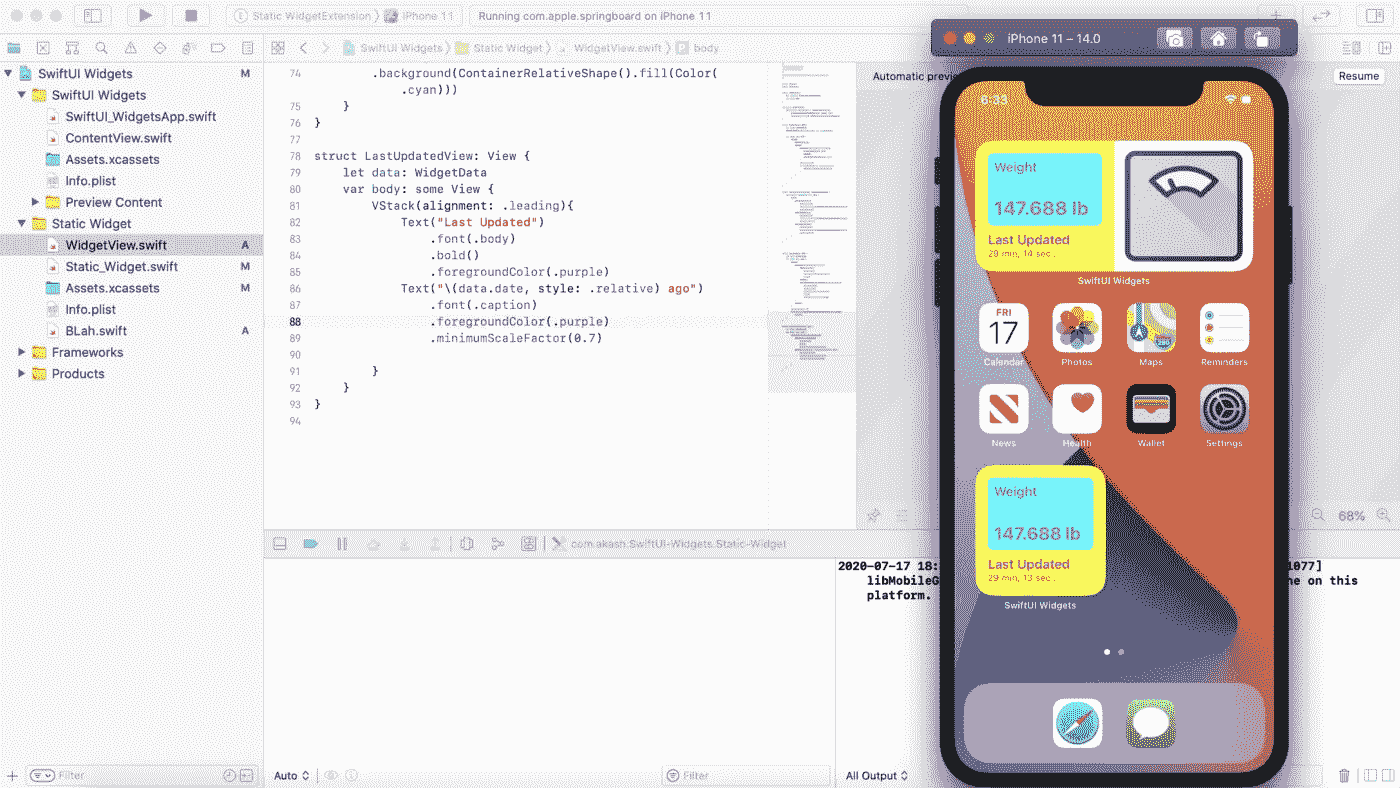 Static WidgetExtension
iPhone 11
Running com.apple.springboard on iPhone 11
SwiftUI Widgets
Static Widget
WidgetView.swift
body
SwiftUI Widgets M
SwiftUI Widgets
SwiftUI_WidgetsApp.swift
ContentView.swift
Assets.xcassets
Info.plist
Preview Content
Static Widget
WidgetView.swift A
Static_Widget.swift M
Assets.xcassets M
Info.plist
BLah.swift A
Frameworks
Products
Filter
74 .background(ContainerRelativeShape().fill(Color(
.cyan)))
75 }
76 }
77
78 struct LastUpdatedView: View {
79 let data: WidgetData
80 var body: some View {
81 VStack(alignment: .leading){
82 Text("Last Updated")
83 .font(.body)
84 .bold()
85 .foregroundColor(.purple)
86 Text("\(data.date, style: .relative) ago")
87 .font(.caption)
88 .foregroundColor(.purple)
89 .minimumScaleFactor(0.7)
90
91 }
92 }
93 }
94
Automatic
Resume
68%
com.akash.SwiftUI-Widgets.Static-Widget
2020-07-17 18:
1077]
ne on this
platform.
Auto
Filter
All Output
iPhone 11 – 14.0
6:33
Weight
147.688 lb
Last Updated
29 min, 14 sec…
SwiftUI Widgets
FRI
17
Calendar
Photos
Maps
Reminders
News
Health
Wallet
Settings
Weight
147.688 lb
Last Updated
29 min, 13 sec…
SwiftUI Widgets